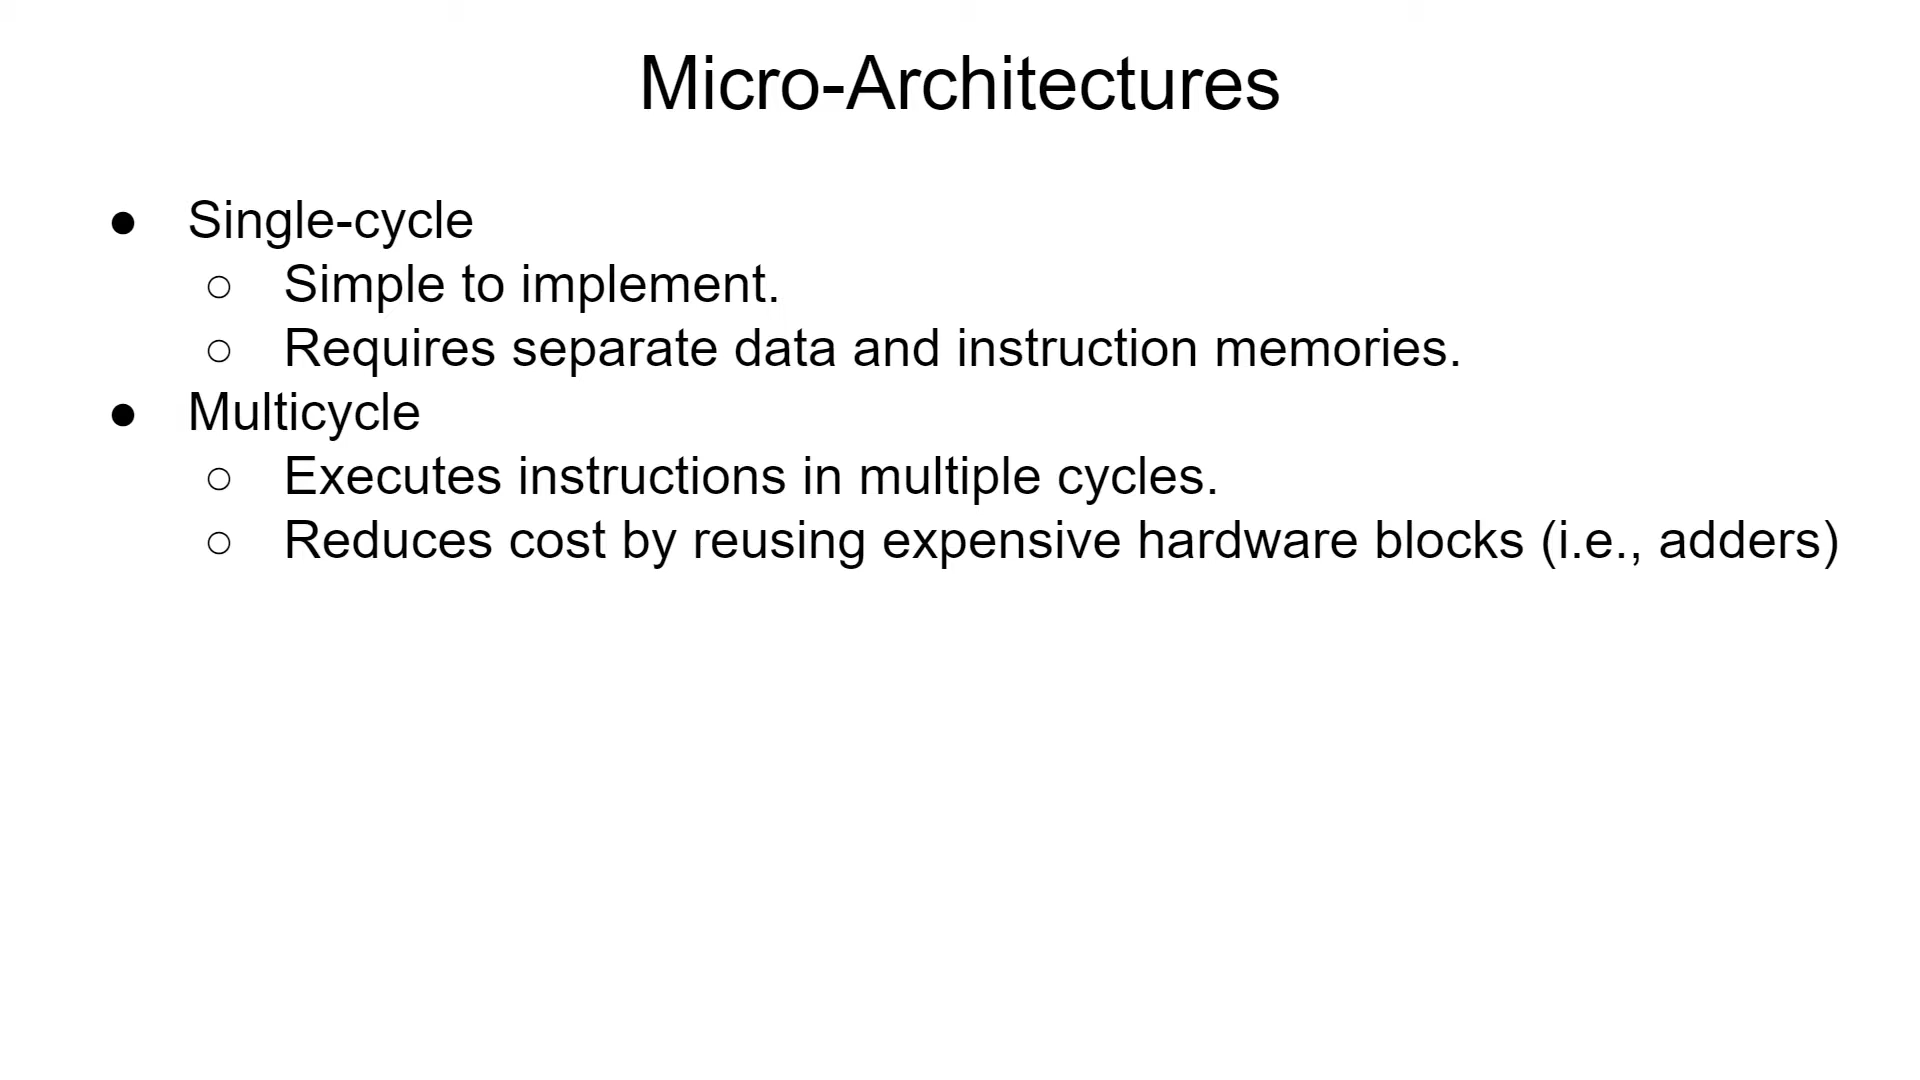 Micro-Architectures
● Single-cycle
○ Simple to implement.
○ Requires separate data and instruction memories.
● Multicycle
○ Executes instructions in multiple cycles.
○ Reduces cost by reusing expensive hardware blocks (i.e., adders)